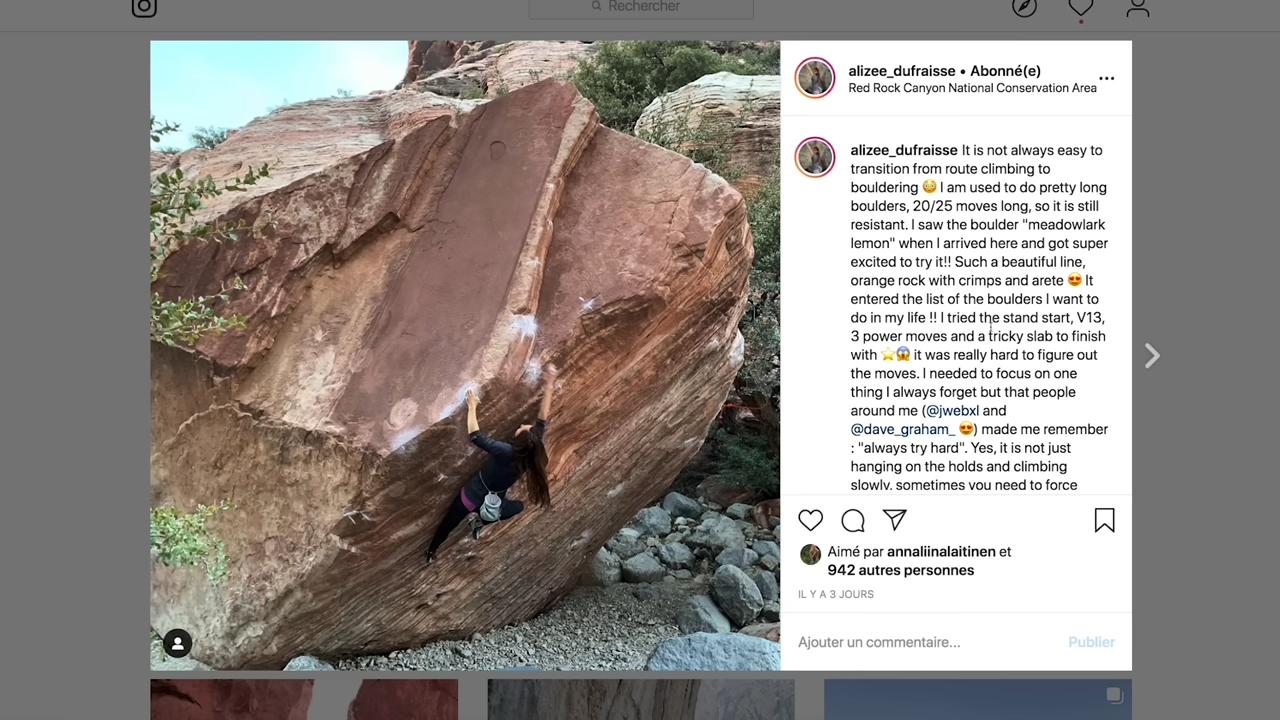 Rechercher
alizee_dufraisse • Abonné(e)
Red Rock Canyon National Conservation Area
alizee_dufraisse It is not always easy to
transition from route climbing to
bouldering 😳 I am used to do pretty long
boulders, 20/25 moves long, so it is still
resistant. I saw the boulder "meadowlark
lemon" when I arrived here and got super
excited to try it!! Such a beautiful line,
orange rock with crimps and arete 😍 It
entered the list of the boulders I want to
do in my life !! I tried the stand start, V13,
3 power moves and a tricky slab to finish
with ⭐😱 it was really hard to figure out
the moves. I needed to focus on one
thing I always forget but that people
around me (@jwebxl and
@dave_graham_ 😍) made me remember
: "always try hard". Yes, it is not just
hanging on the holds and climbing
slowly, sometimes you need to force
Aimé par annaliinalaitinen et
942 autres personnes
IL Y A 3 JOURS
Ajouter un commentaire... Publier